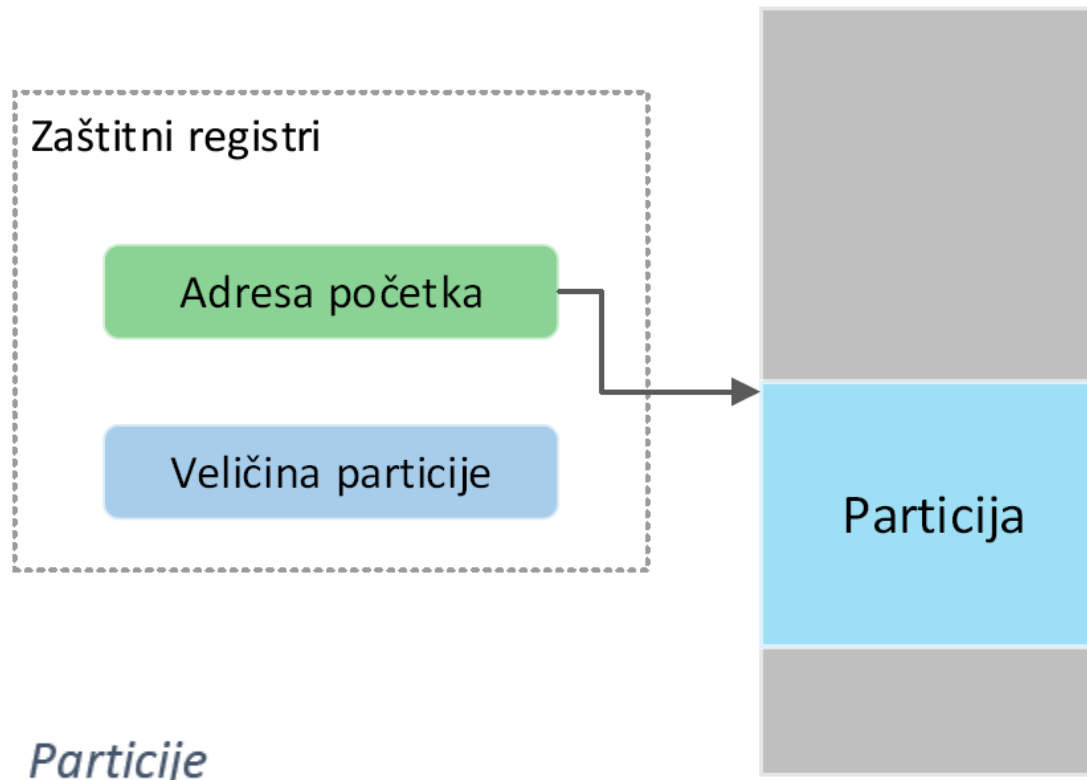 Zaštitni registri
Adresa početka
Veličina particije
Particija
Particije